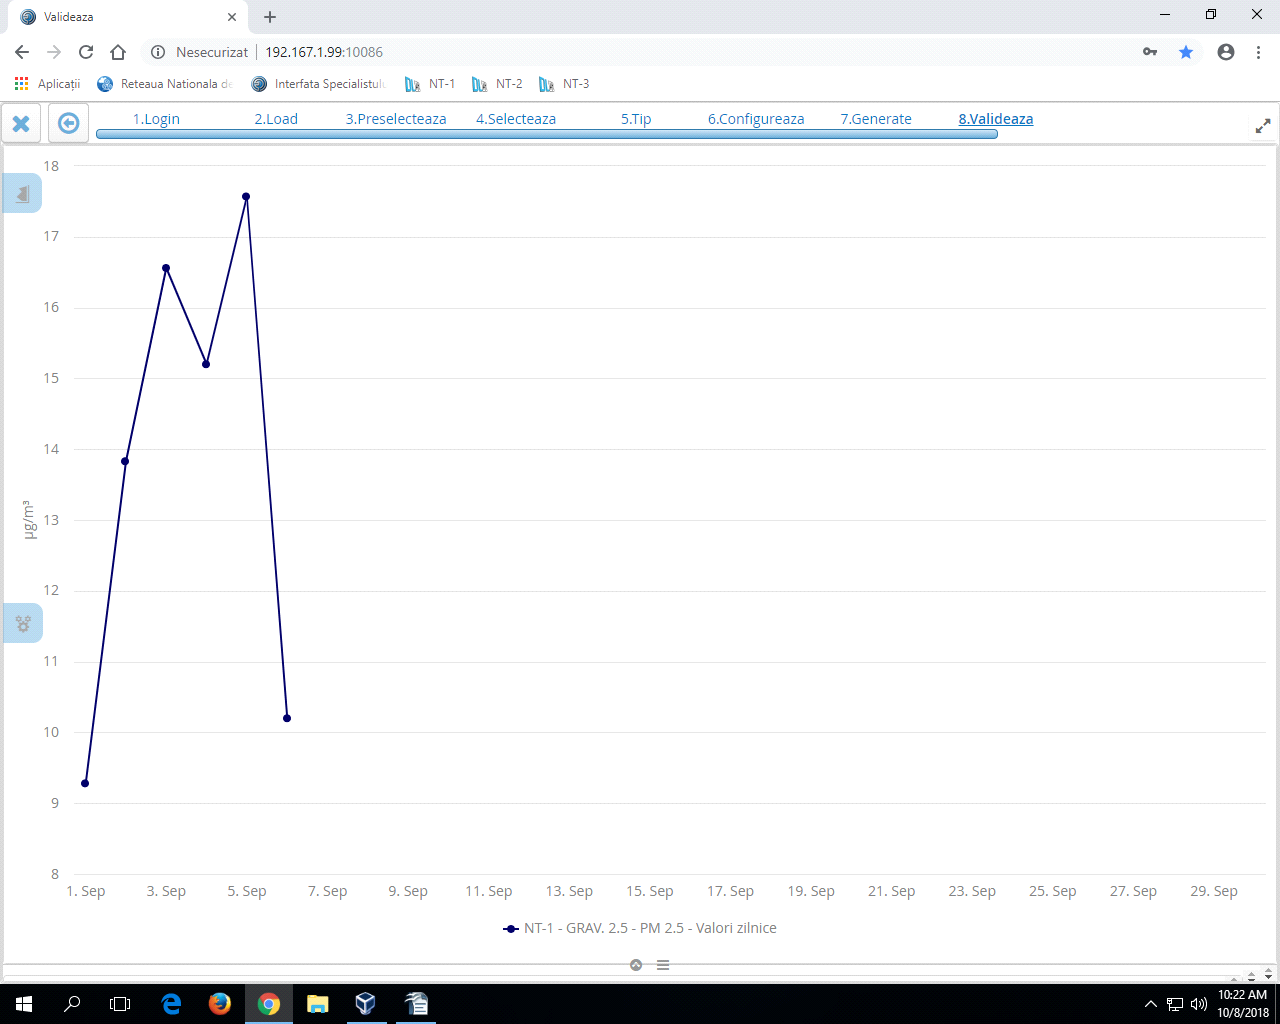 Valideaza
Nesecurizat 192.167.1.99:10086
Aplicații Reteaua Nationala de Interfata Specialistulu NT-1 NT-2 NT-3
1.Login 2.Load 3.Preselecteaza 4.Selecteaza 5.Tip 6.Configureaza 7.Generate 8.Valideaza
18
17
16
15
14
13
12
11
10
9
8
µg/m³
1. Sep 3. Sep 5. Sep 7. Sep 9. Sep 11. Sep 13. Sep 15. Sep 17. Sep 19. Sep 21. Sep 23. Sep 25. Sep 27. Sep 29. Sep
NT-1 - GRAV. 2.5 - PM 2.5 - Valori zilnice
10:22 AM
10/8/2018